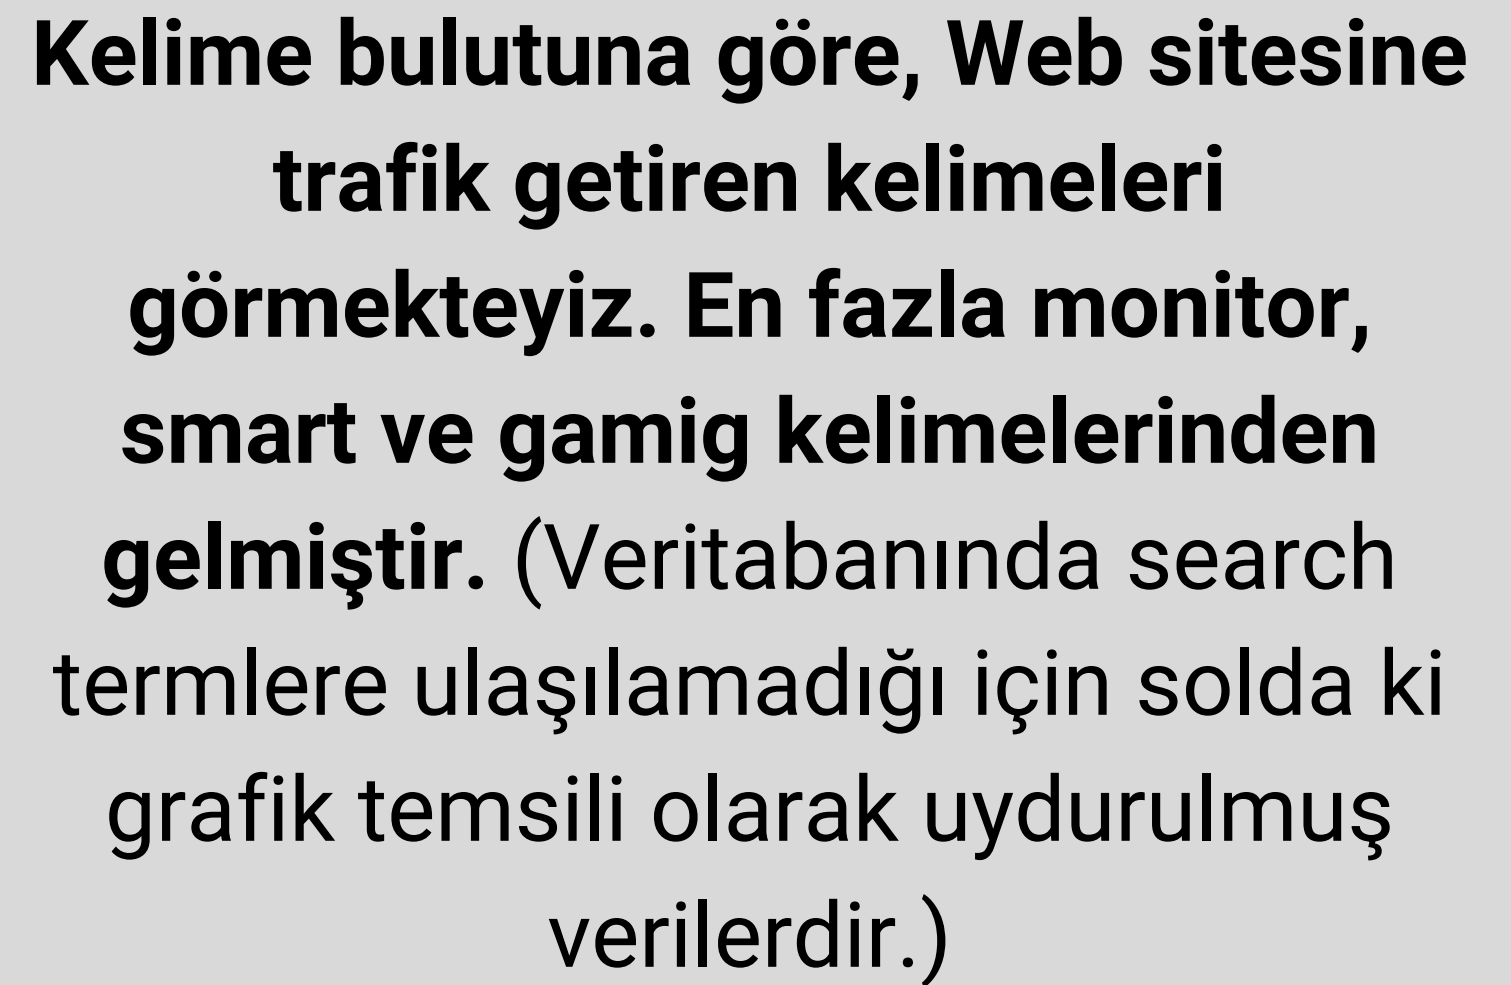 Kelime bulutuna göre, Web sitesine
trafik getiren kelimeleri
görmekteyiz. En fazla monitor,
smart ve gamig kelimelerinden
gelmiştir. (Veritabanında search
termlere ulaşılamadığı için solda ki
grafik temsili olarak uydurulmuş
verilerdir.)